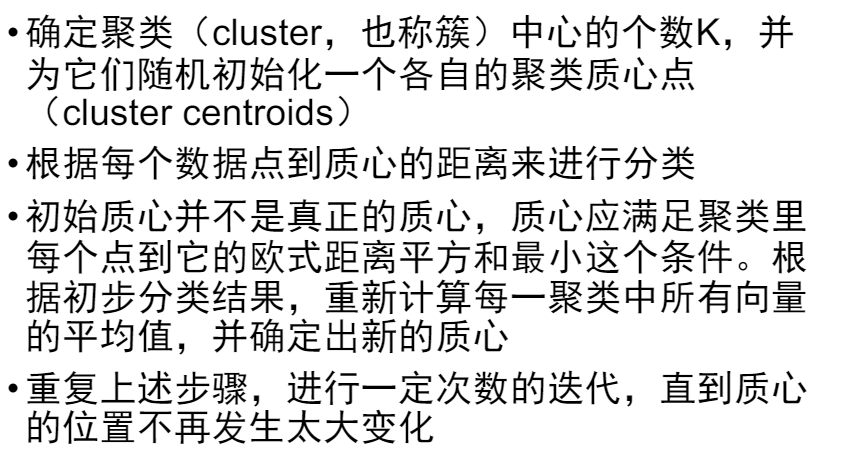 •确定聚类（cluster，也称簇）中心的个数K，并
为它们随机初始化一个各自的聚类质心点
（cluster centroids）
•根据每个数据点到质心的距离来进行分类
•初始质心并不是真正的质心，质心应满足聚类里
每个点到它的欧式距离平方和最小这个条件。根
据初步分类结果，重新计算每一聚类中所有向量
的平均值，并确定出新的质心
•重复上述步骤，进行一定次数的迭代，直到质心
的位置不再发生太大变化